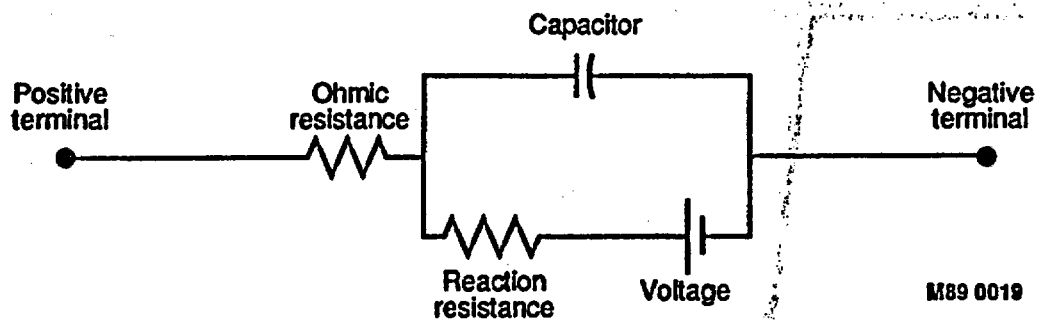 Capacitor
Positive
terminal
Ohmic
resistance
Negative
terminal
Reaction
resistance
Voltage
M89 0019